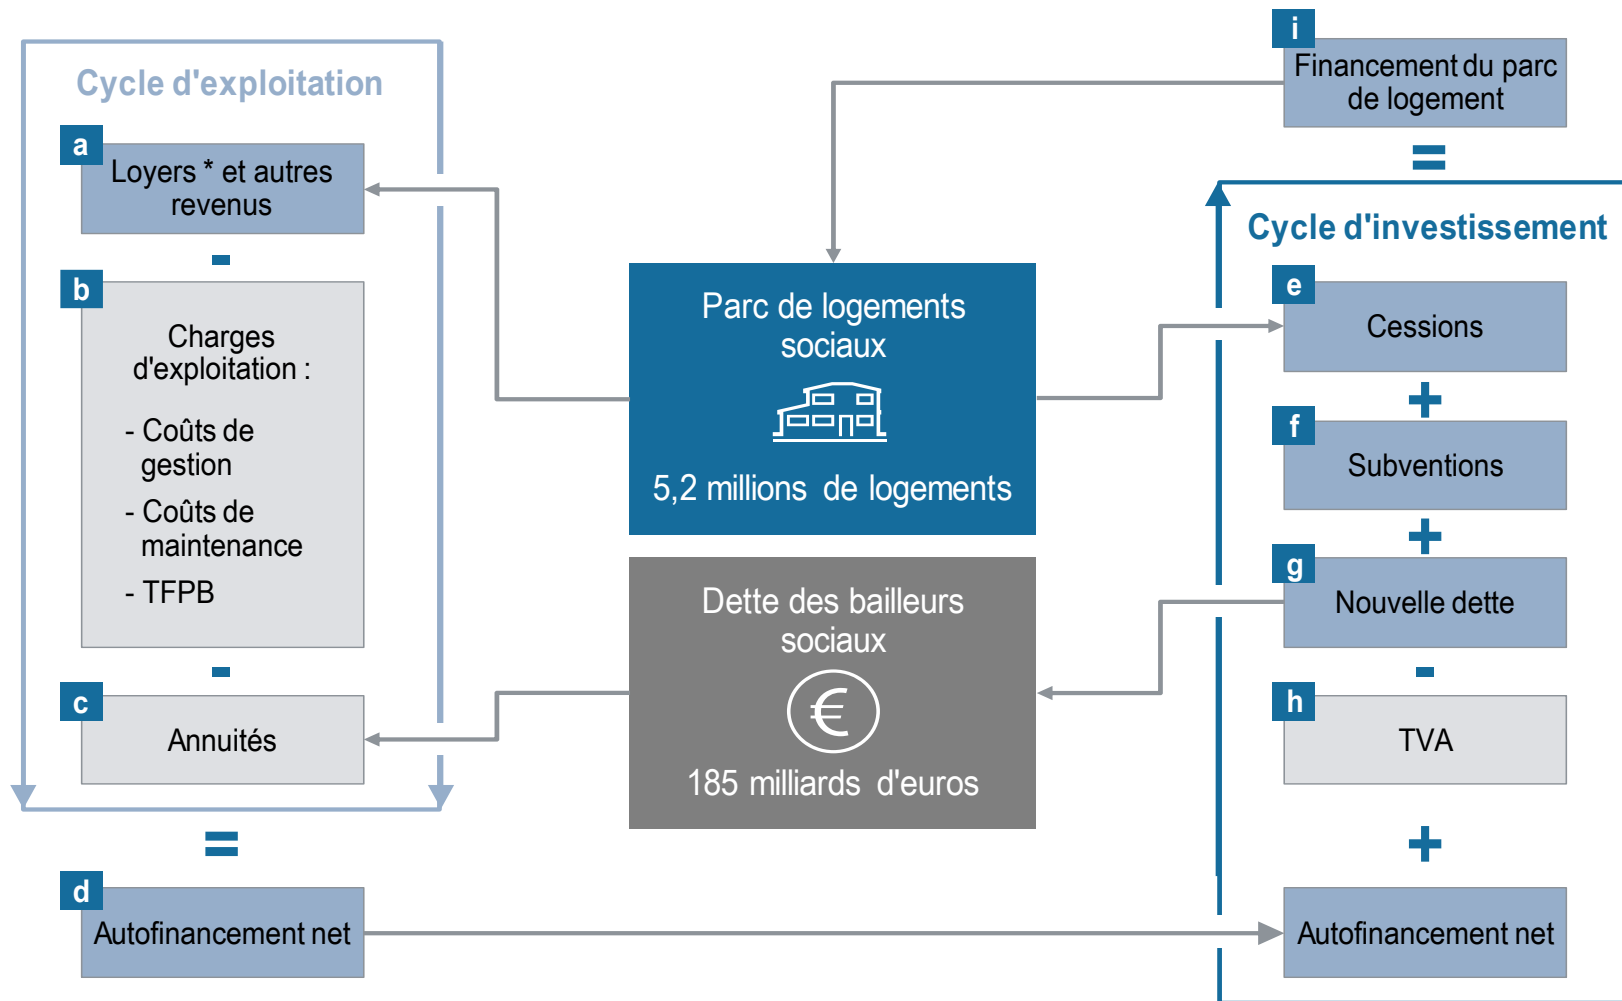 Cycle d'exploitation
a
Loyers * et autres
revenus
-
b
Charges
d'exploitation :
- Coûts de
gestion
- Coûts de
maintenance
- TFPB
-
c
Annuités
=
d
Autofinancement net
Parc de logements
sociaux
5,2 millions de logements
Dette des bailleurs
sociaux
€
185 milliards d'euros
i
Financement du parc
de logement
=
Cycle d'investissement
e
Cessions
+
f
Subventions
+
g
Nouvelle dette
-
h
TVA
+
Autofinancement net